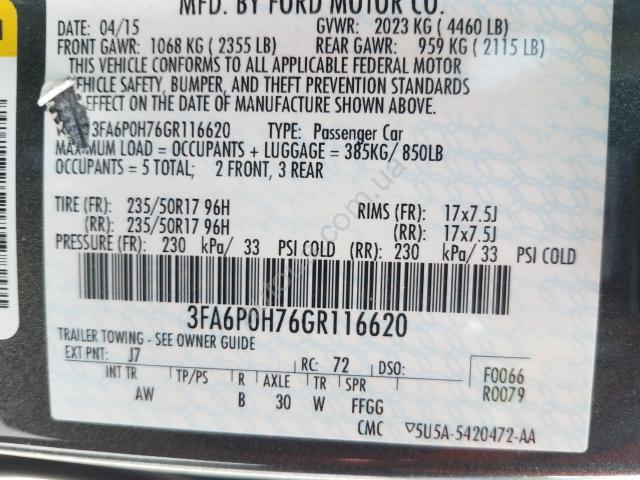 MFD. BY FORD MOTOR CO.
DATE: 04/15 GVWR: 2023 KG ( 4460 LB)
FRONT GAWR: 1068 KG ( 2355 LB) REAR GAWR: 959 KG ( 2115 LB)
THIS VEHICLE CONFORMS TO ALL APPLICABLE FEDERAL MOTOR
VEHICLE SAFETY, BUMPER, AND THEFT PREVENTION STANDARDS
EFFECT ON THE DATE OF MANUFACTURE SHOWN ABOVE.
3FA6P0H76GR116620 TYPE: Passenger Car
MAXIMUM LOAD = OCCUPANTS + LUGGAGE = 385KG/ 850LB
OCCUPANTS = 5 TOTAL; 2 FRONT, 3 REAR
TIRE (FR): 235/50R17 96H RIMS (FR): 17x7.5J
(RR): 235/50R17 96H (RR): 17x7.5J
PRESSURE (FR): 230 kPa/ 33 PSI COLD (RR): 230 kPa/ 33 PSI COLD
3FA6P0H76GR116620
TRAILER TOWING - SEE OWNER GUIDE
EXT PNT: J7 RC: 72 DSO: F0066
INT TR TP/PS R AXLE TR SPR R0079
AW B 30 W FFGG
CMC ▽5U5A-5420472-AA